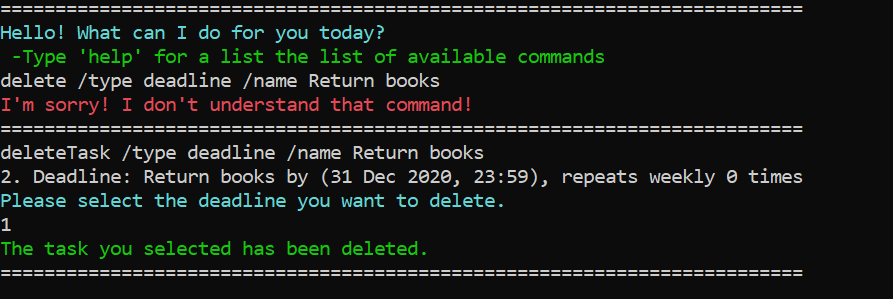 =========================================================================
Hello! What can I do for you today?
 -Type 'help' for a list the list of available commands
delete /type deadline /name Return books
I'm sorry! I don't understand that command!
=========================================================================
deleteTask /type deadline /name Return books
2. Deadline: Return books by (31 Dec 2020, 23:59), repeats weekly 0 times
Please select the deadline you want to delete.
1
The task you selected has been deleted.
=========================================================================